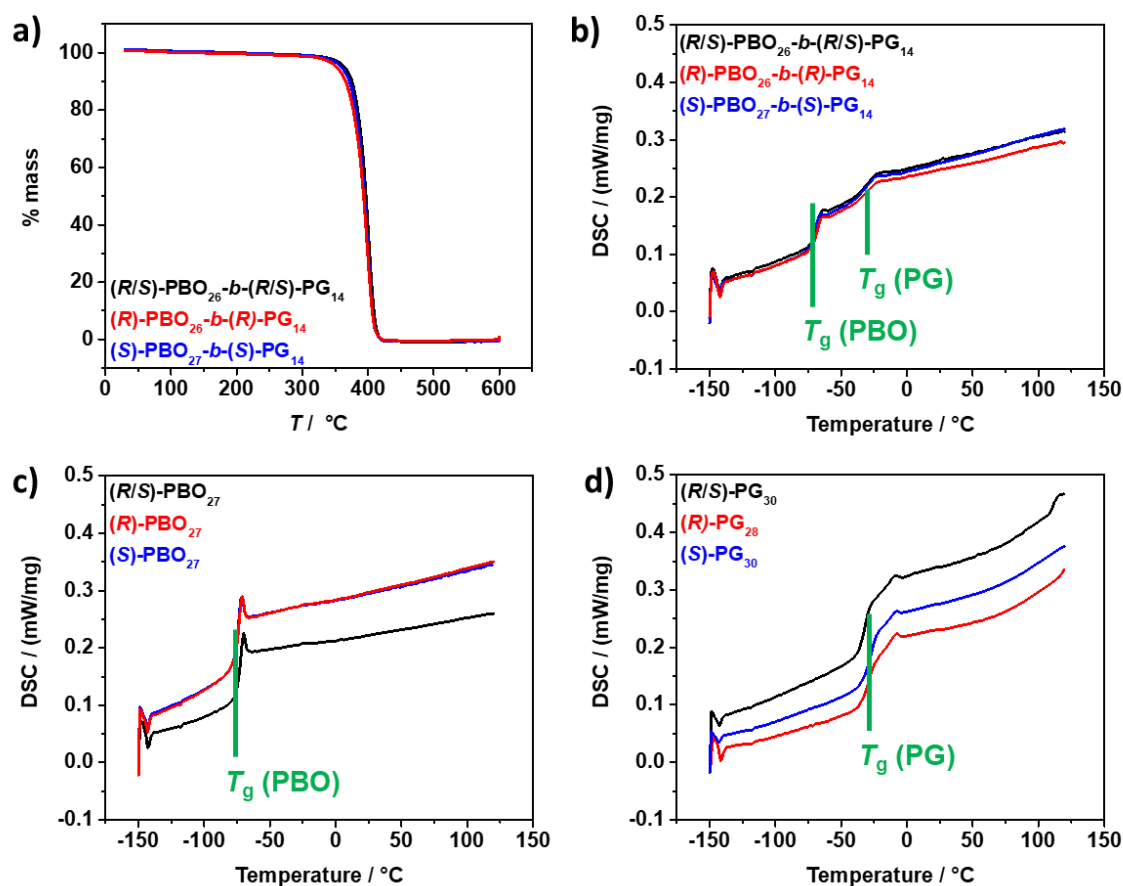 a)
% mass
100
80
60
40
20
0
(R/S)-PBO26-b-(R/S)-PG14
(R)-PBO26-b-(R)-PG14
(S)-PBO27-b-(S)-PG14
0 100 200 300 400 500 600
T / °C
b)
DSC / (mW/mg)
0.5
0.4
0.3
0.2
0.1
0.0
-0.1
(R/S)-PBO26-b-(R/S)-PG14
(R)-PBO26-b-(R)-PG14
(S)-PBO27-b-(S)-PG14
Tg (PG)
Tg (PBO)
-150 -100 -50 0 50 100 150
Temperature / °C
c)
DSC / (mW/mg)
0.5
0.4
0.3
0.2
0.1
0.0
-0.1
(R/S)-PBO27
(R)-PBO27
(S)-PBO27
Tg (PBO)
-150 -100 -50 0 50 100 150
Temperature / °C
d)
DSC / (mW/mg)
0.5
0.4
0.3
0.2
0.1
0.0
-0.1
(R/S)-PG30
(R)-PG28
(S)-PG30
Tg (PG)
-150 -100 -50 0 50 100 150
Temperature / °C